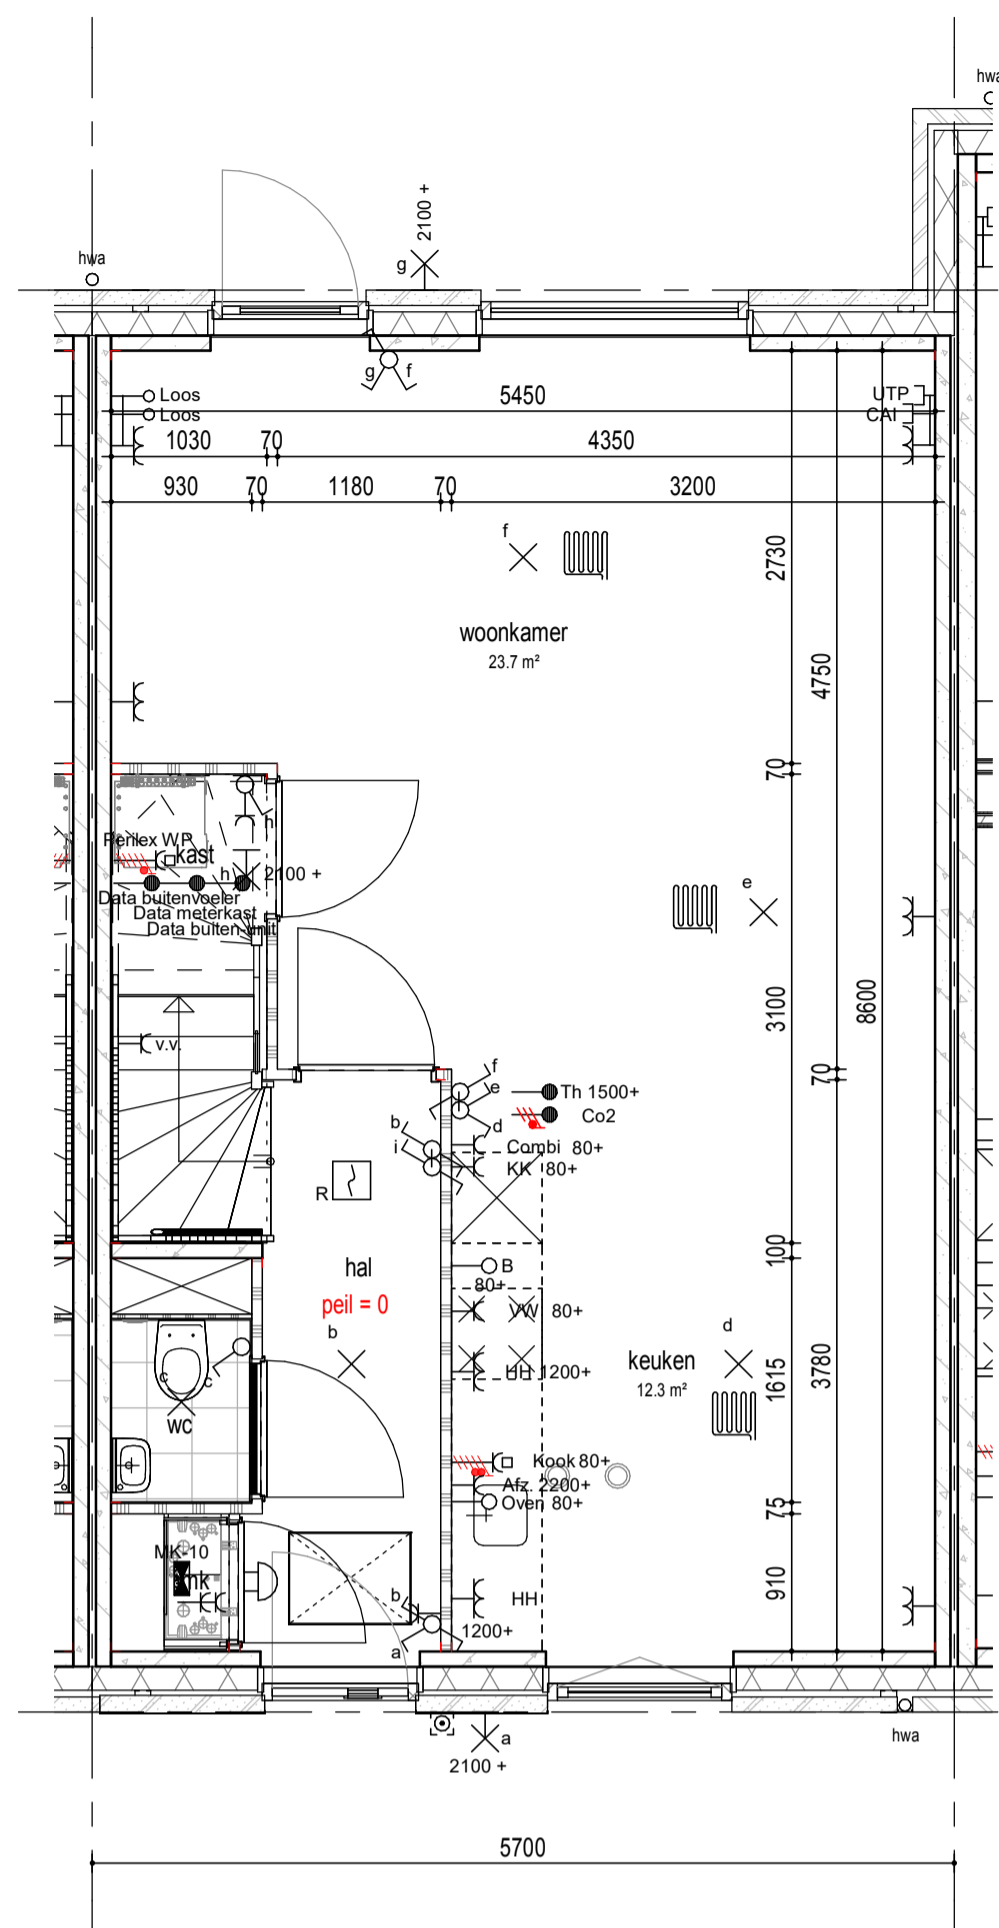 hwa
2100 +
g
hwa
g f
Loos
Loos
5450
UTP
CAI
1030 70 4350
930 70 1180 70 3200
f
2730
woonkamer
23.7 m²
4750
70
h
Perilex WP
kast
h 2100 +
Data buitenvoeler
Data meterkast
Data buiten-unit
e
3100
8600
v.v.
70
f
e
Th 1500+
Co2
b
d
i
Combi 80+
KK 80+
R
100
hal
B
80+
peil = 0
VW 80+
b
d
keuken
12.3 m²
HH 1200+
1615
3780
c c
wc
Kook 80+
Afz. 2200+
Oven 80+
75
MK-10
mk
910
b
HH
1200+
a
a
2100 +
hwa
5700